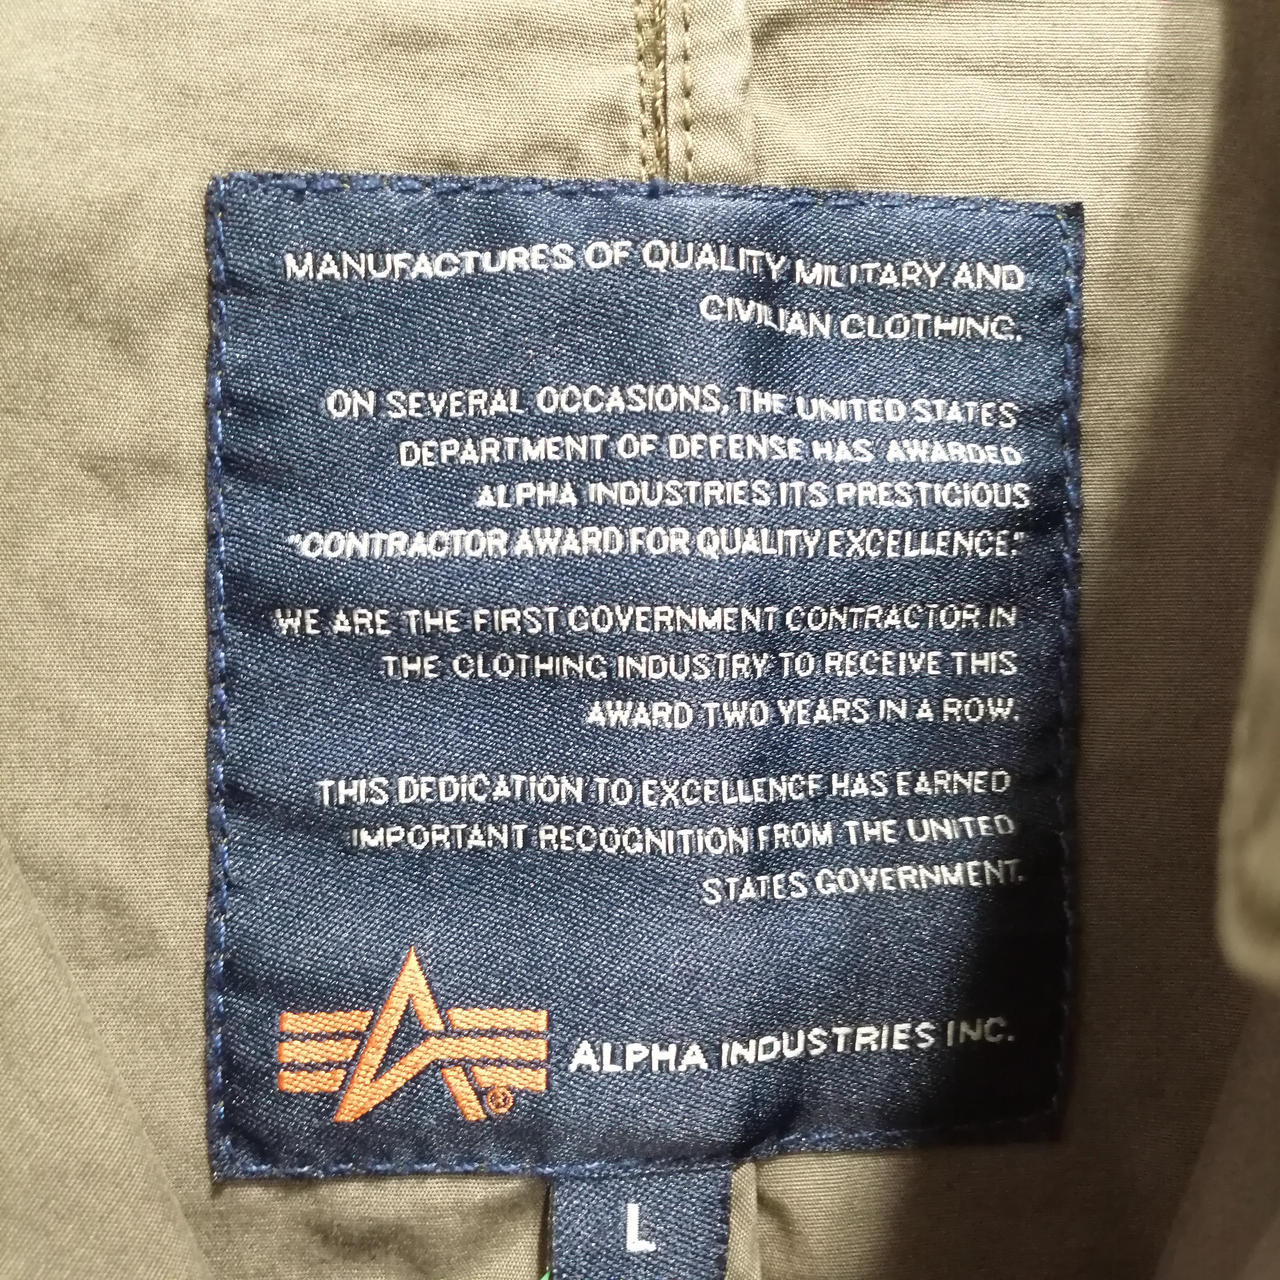 MANUFACTURES OF QUALITY MILITARY AND
CIVILIAN CLOTHING.
ON SEVERAL OCCASIONS, THE UNITED STATES
DEPARTMENT OF DEFENSE HAS AWARDED
ALPHA INDUSTRIES ITS PRESTIGIOUS
"CONTRACTOR AWARD FOR QUALITY EXCELLENCE."
WE ARE THE FIRST GOVERNMENT CONTRACTOR IN
THE CLOTHING INDUSTRY TO RECEIVE THIS
AWARD TWO YEARS IN A ROW.
THIS DEDICATION TO EXCELLENCE HAS EARNED
IMPORTANT RECOGNITION FROM THE UNITED
STATES GOVERNMENT.
® ALPHA INDUSTRIES INC.
L